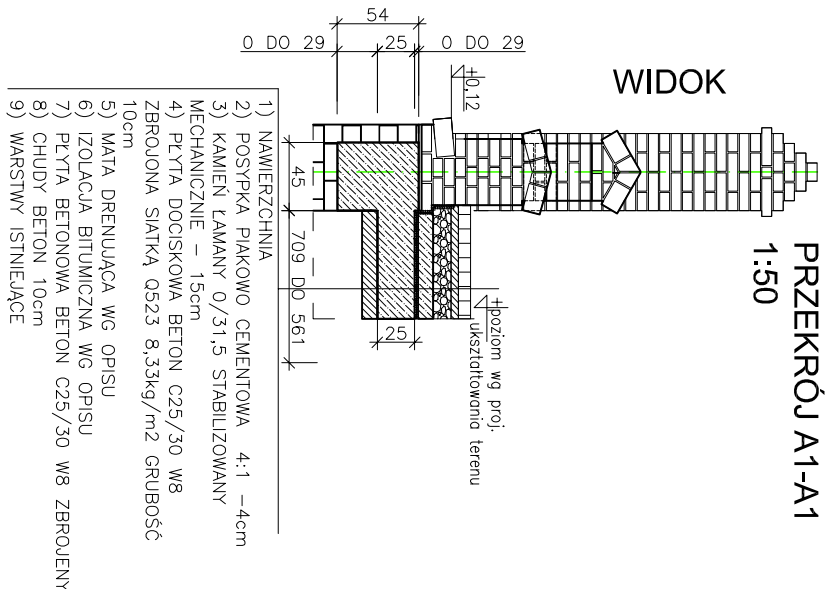 WIDOK
PRZEKRÓJ A1-A1
1:50
54
0 DO 29
25
0 DO 29
+0,12
45
709 DO 561
25
+poziom wg proj.
ukształtowania terenu
1) NAWIERZCHNIA
2) POSYPKA PIAKOWO CEMENTOWA 4:1 -4cm
3) KAMIEŃ ŁAMANY 0/31,5 STABILIZOWANY
MECHANICZNIE - 15cm
4) PŁYTA DOCISKOWA BETON C25/30 W8
ZBROJONA SIATKĄ Q523 8,33kg/m2 GRUBOŚĆ
10cm
5) MATA DRENUJĄCA WG OPISU
6) IZOLACJA BITUMICZNA WG OPISU
7) PŁYTA BETONOWA BETON C25/30 W8 ZBROJENY
8) CHUDY BETON 10cm
9) WARSTWY ISTNIEJĄCE